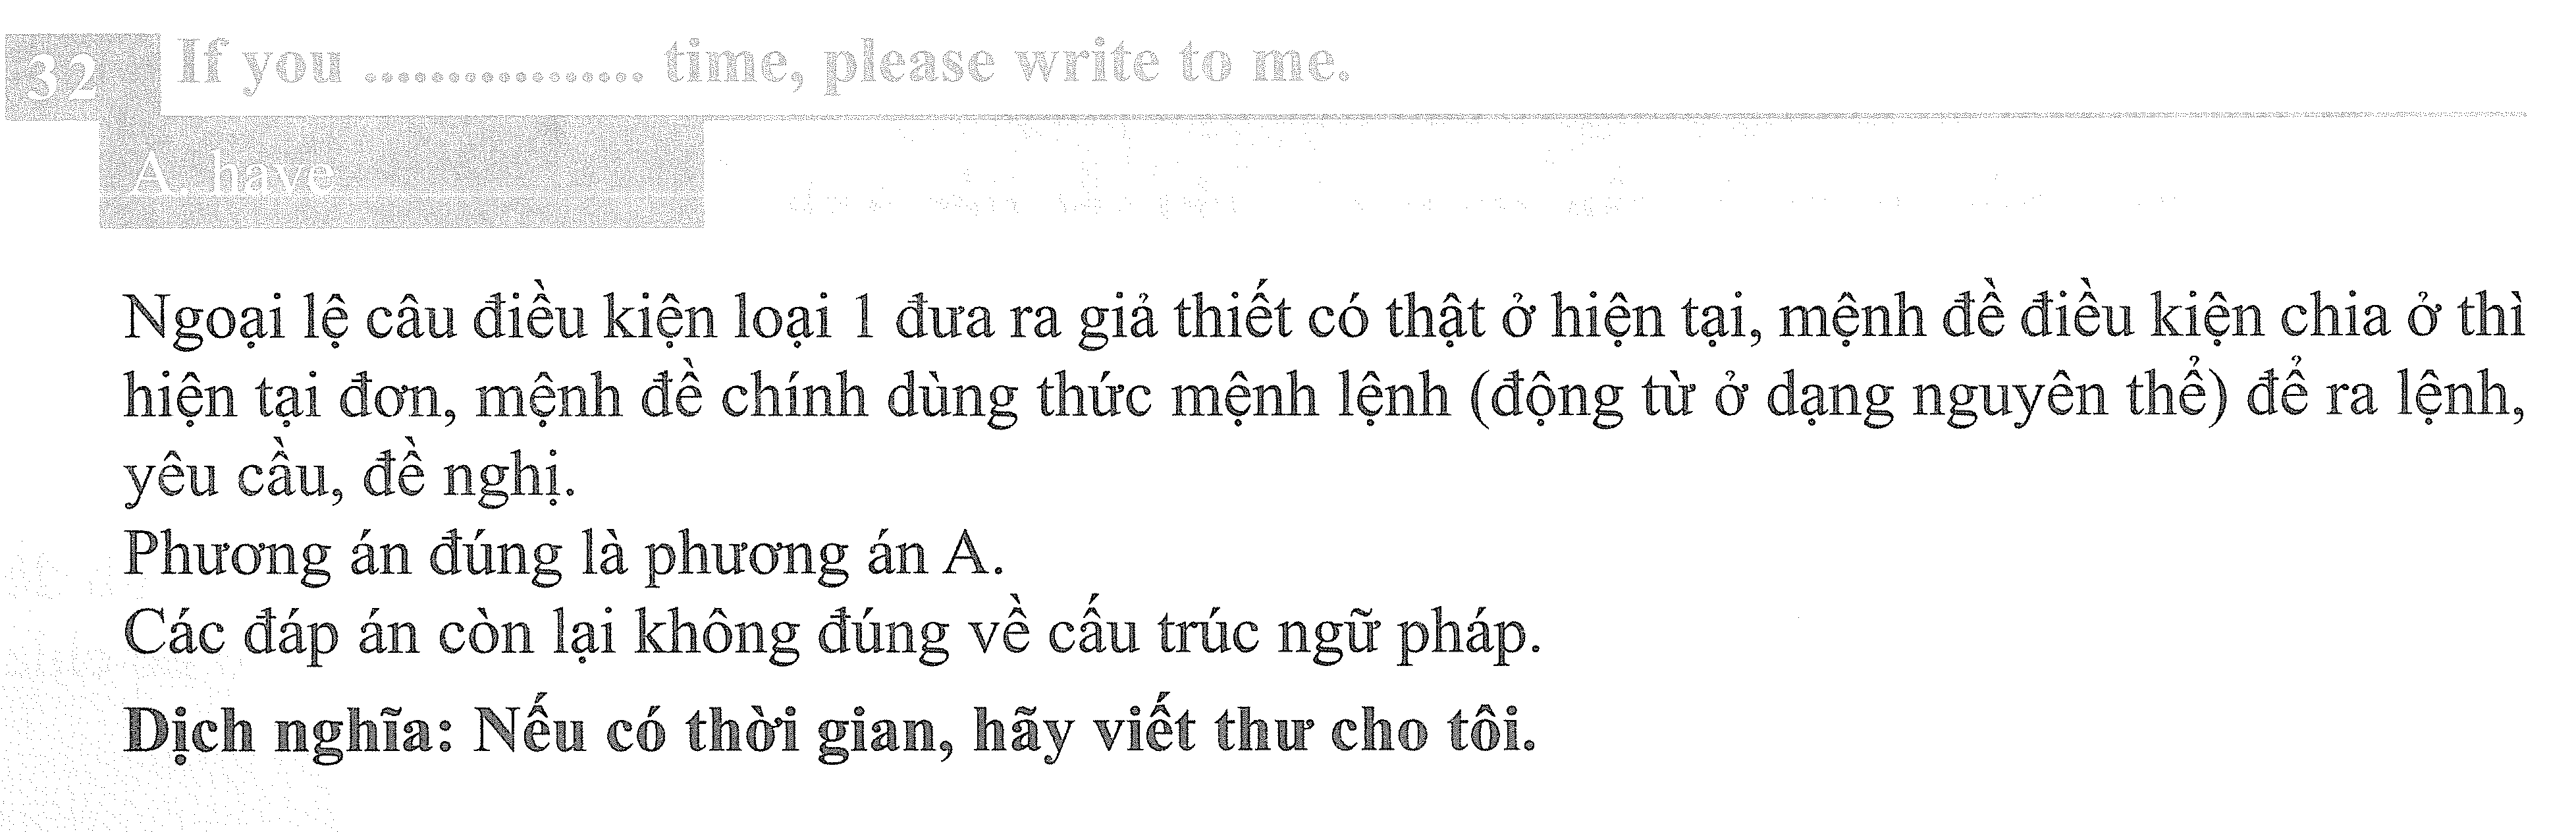 32 If you ................ time, please write to me.
A. have
Ngoại lệ câu điều kiện loại 1 đưa ra giả thiết có thật ở hiện tại, mệnh đề điều kiện chia ở thì
hiện tại đơn, mệnh đề chính dùng thức mệnh lệnh (động từ ở dạng nguyên thể) để ra lệnh,
yêu cầu, đề nghị.
Phương án đúng là phương án A.
Các đáp án còn lại không đúng về cấu trúc ngữ pháp.
Dịch nghĩa: Nếu có thời gian, hãy viết thư cho tôi.